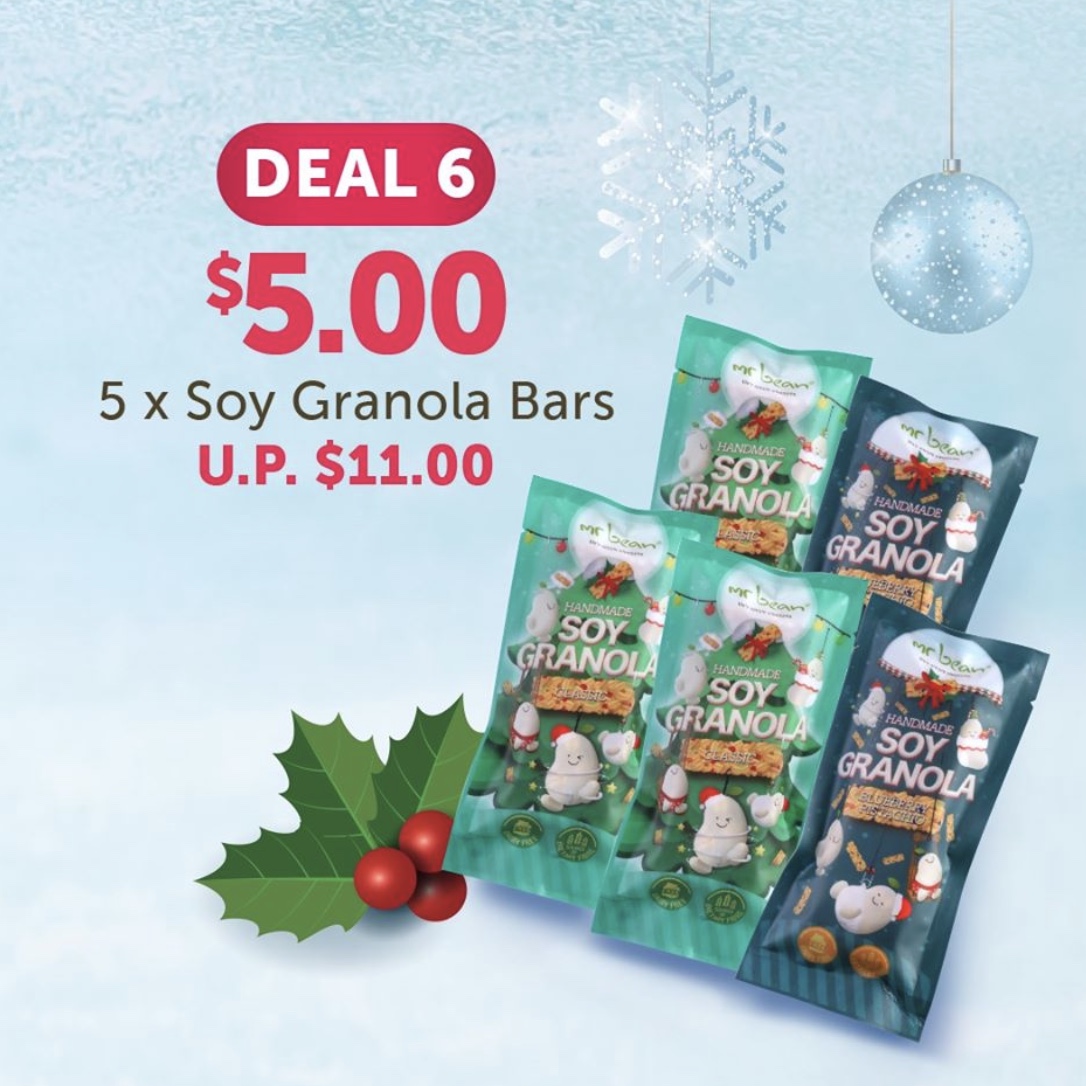 DEAL 6
$5.00
5 x Soy Granola Bars
U.P. $11.00
mr bean
HANDMADE
SOY
GRANOLA
CLASSIC
mr bean
HANDMADE
SOY
GRANOLA
BLUEBERRY
mr bean
HANDMADE
SOY
GRANOLA
CLASSIC
mr bean
HANDMADE
SOY
GRANOLA
CLASSIC
mr bean
HANDMADE
SOY
GRANOLA
BLUEBERRY
PISTACHIO